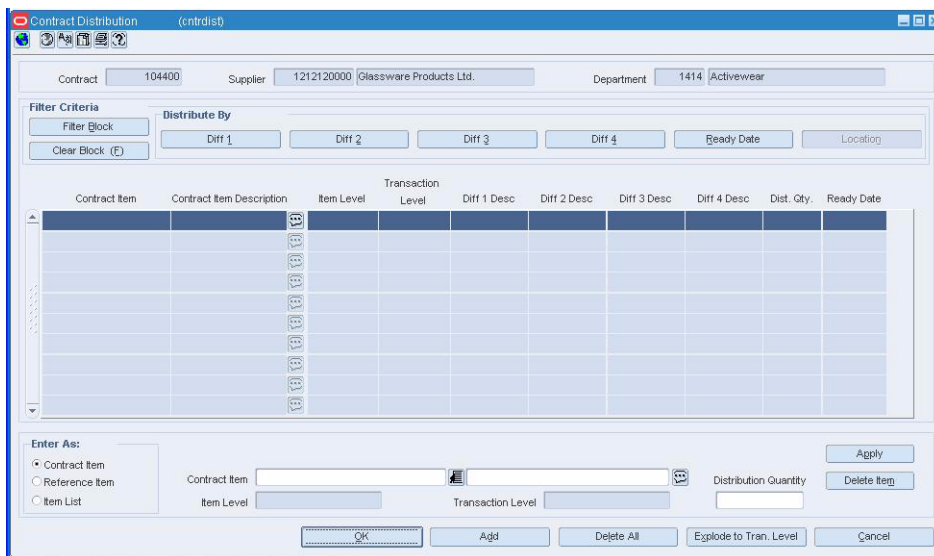 Contract Distribution (cntrdist)
Contract 104400 Supplier 1212120000 Glassware Products Ltd. Department 1414 Activewear
Filter Criteria
Filter Block
Clear Block (F)
Distribute By
Diff 1 Diff 2 Diff 3 Diff 4 Ready Date Location
Contract Item Contract Item Description Item Level Transaction Level Diff 1 Desc Diff 2 Desc Diff 3 Desc Diff 4 Desc Dist. Qty. Ready Date
Enter As:
Contract Item
Reference Item
Item List
Contract Item
Item Level Transaction Level
Distribution Quantity
Apply
Delete Item
OK Add Delete All Explode to Tran. Level Cancel